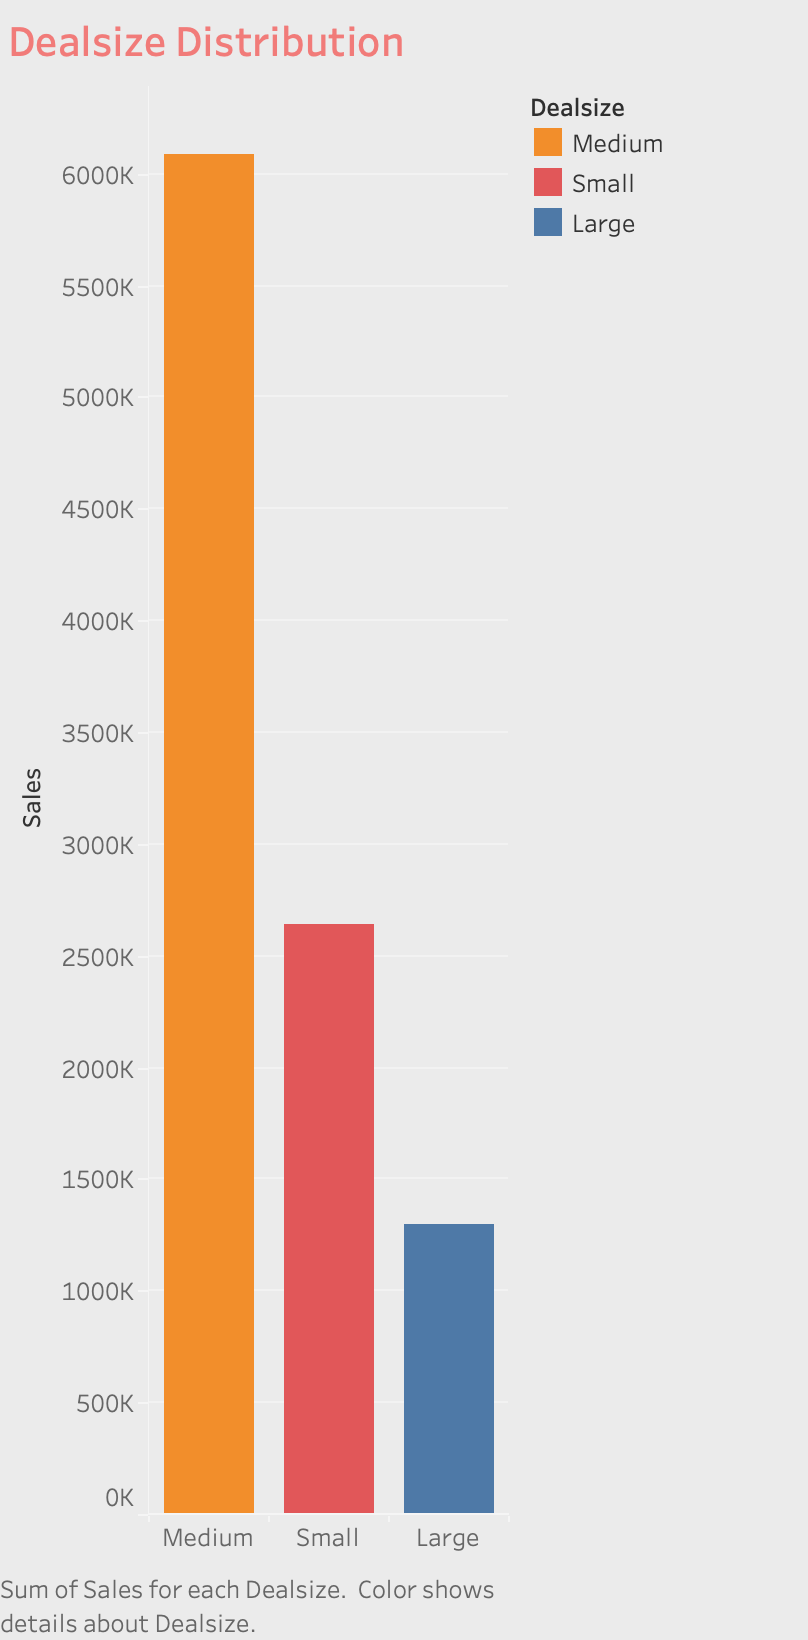 Dealsize Distribution
Dealsize
Medium
Small
Large
6000K
5500K
5000K
4500K
4000K
3500K
3000K
2500K
2000K
1500K
1000K
500K
0K
Sales
Medium Small Large
Sum of Sales for each Dealsize.  Color shows
details about Dealsize.